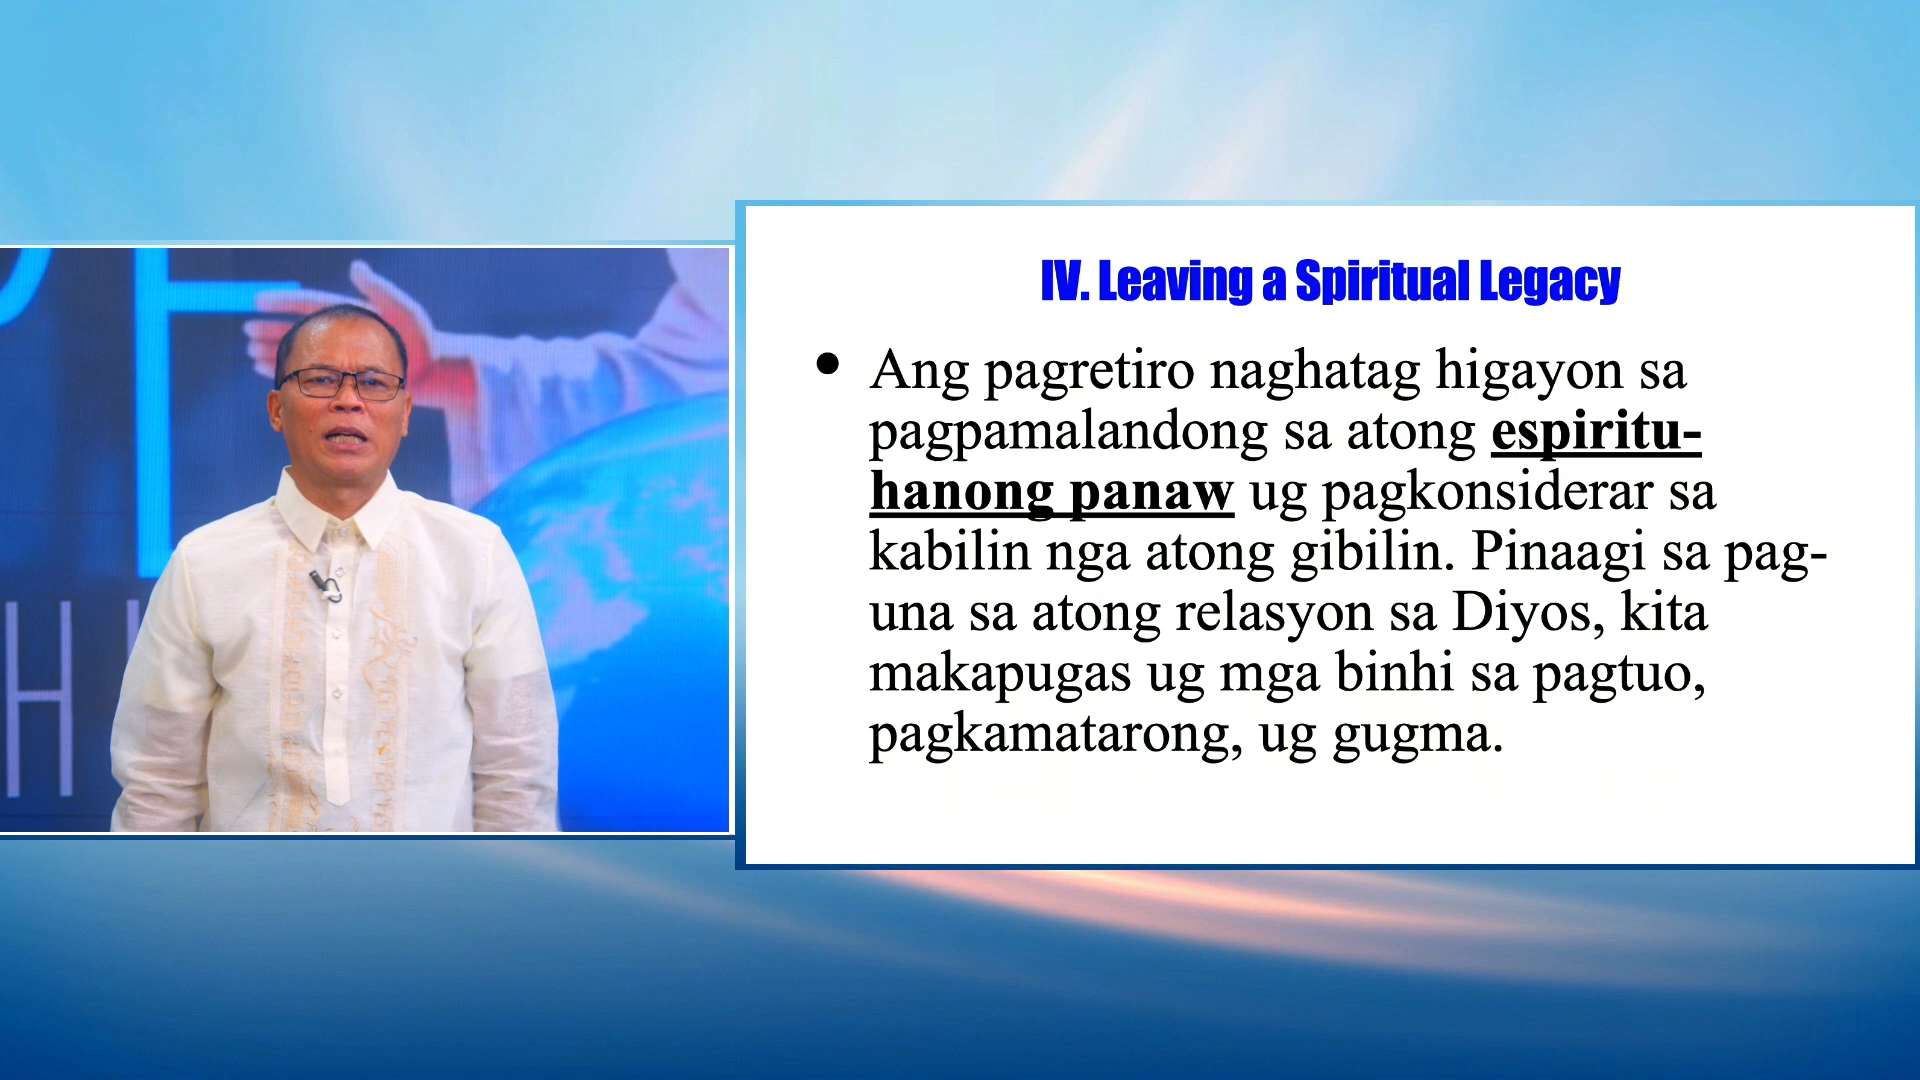 IV. Leaving a Spiritual Legacy
• Ang pagretiro naghatag higayon sa
pagpamalandong sa atong espiritu-
hanong panaw ug pagkonsiderar sa
kabilin nga atong gibilin. Pinaagi sa pag-
una sa atong relasyon sa Diyos, kita
makapugas ug mga binhi sa pagtuo,
pagkamatarong, ug gugma.